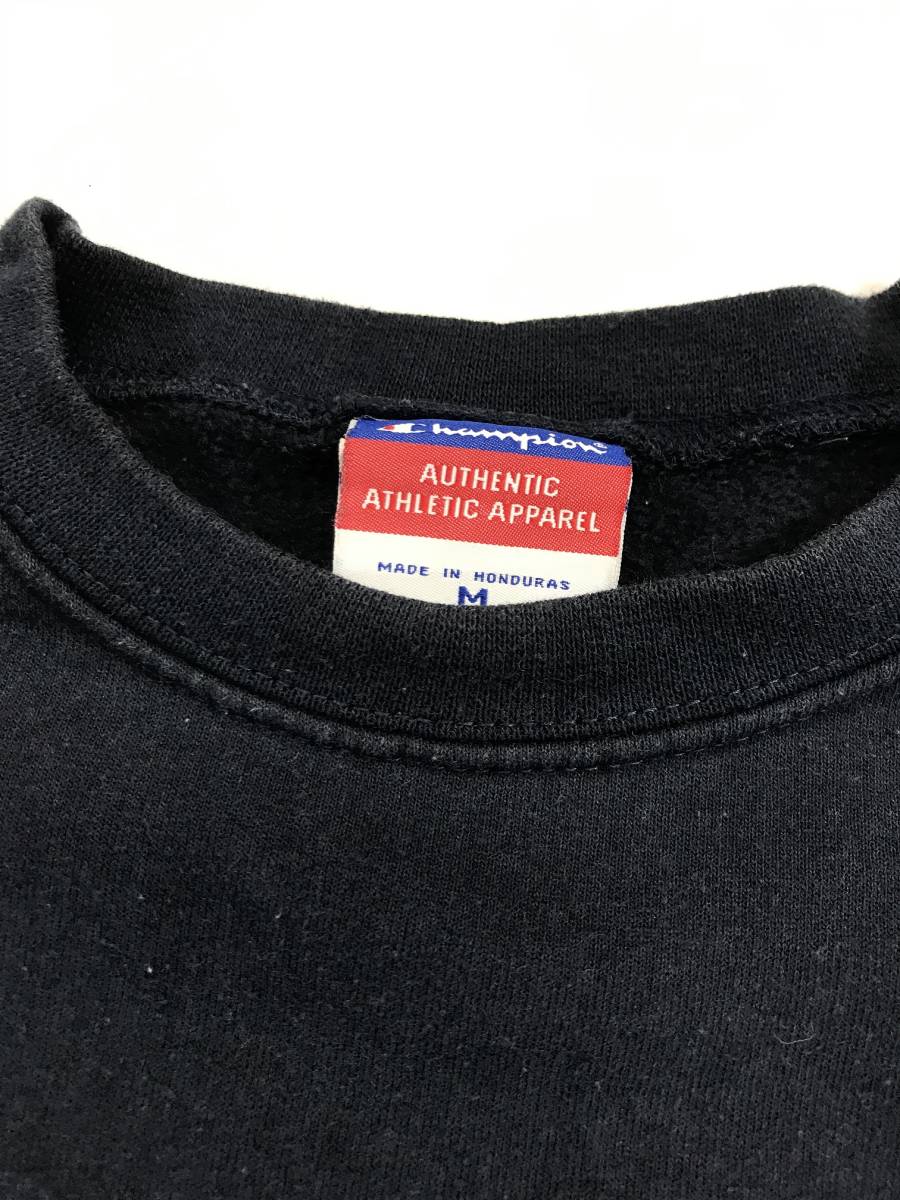 Champion
AUTHENTIC
ATHLETIC APPAREL
MADE IN HONDURAS
M